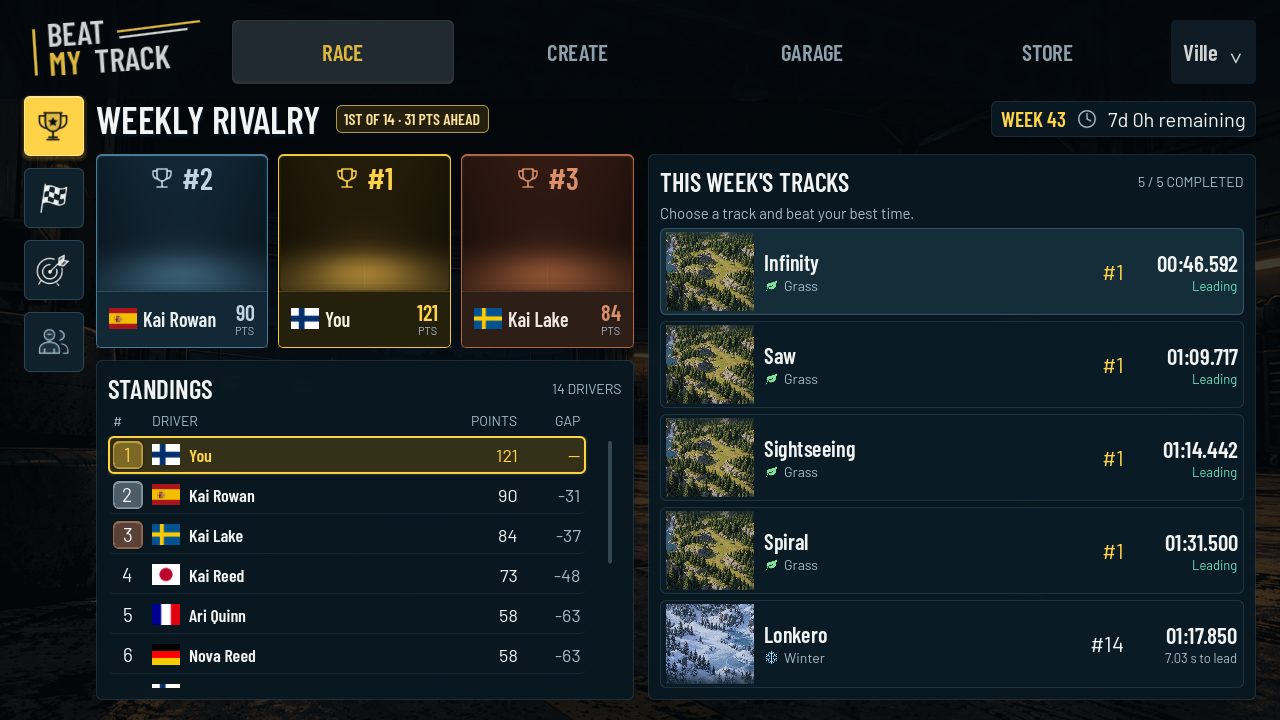 BEAT
MY TRACK
RACE
CREATE
GARAGE
STORE
Ville
WEEKLY RIVALRY
1ST OF 14 · 31 PTS AHEAD
WEEK 43
7d 0h remaining
#2
Kai Rowan
90
PTS
#1
You
121
PTS
#3
Kai Lake
84
PTS
STANDINGS
14 DRIVERS
# DRIVER POINTS GAP
1 You 121 —
2 Kai Rowan 90 -31
3 Kai Lake 84 -37
4 Kai Reed 73 -48
5 Ari Quinn 58 -63
6 Nova Reed 58 -63
THIS WEEK'S TRACKS
5 / 5 COMPLETED
Choose a track and beat your best time.
Infinity
Grass
#1
00:46.592
Leading
Saw
Grass
#1
01:09.717
Leading
Sightseeing
Grass
#1
01:14.442
Leading
Spiral
Grass
#1
01:31.500
Leading
Lonkero
Winter
#14
01:17.850
7.03 s to lead